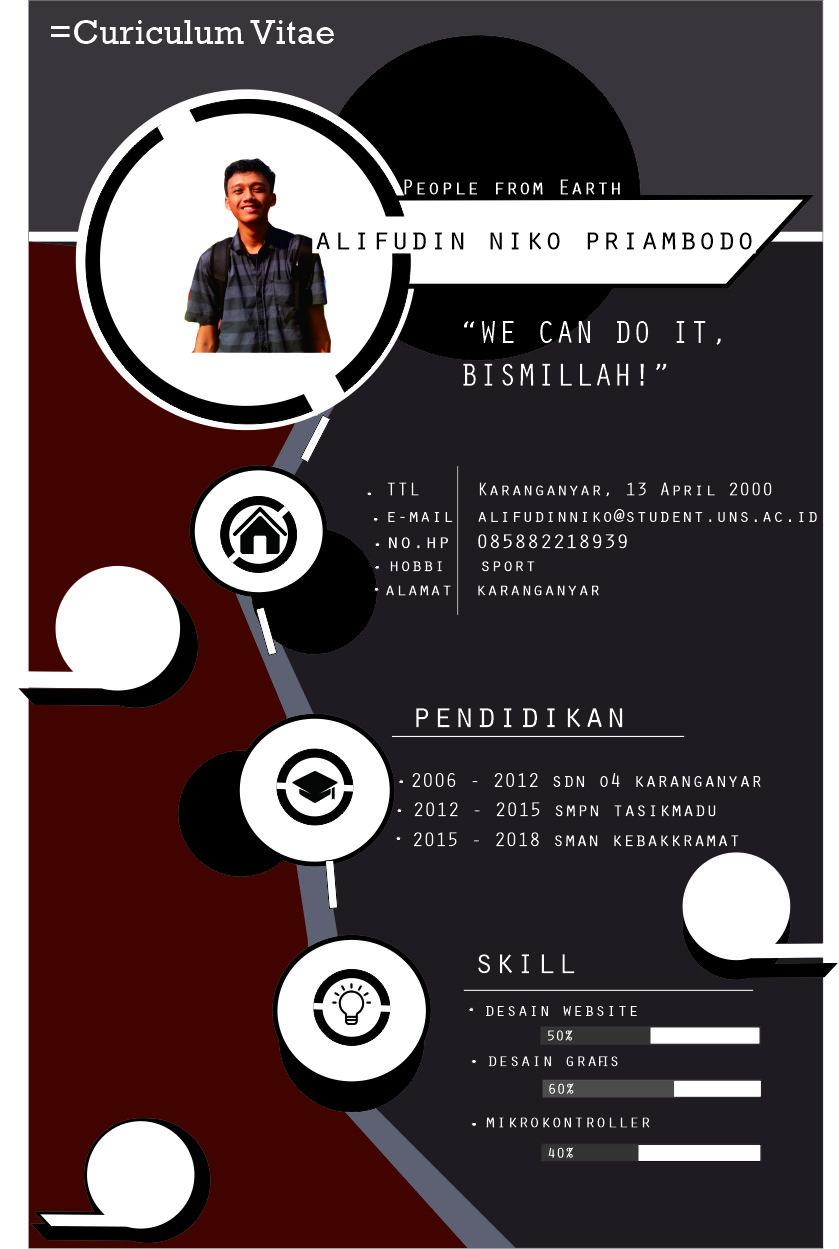 =Curiculum Vitae
People from Earth
ALIFUDIN NIKO PRIAMBODO
“WE CAN DO IT,
BISMILLAH!”
. TTL Karanganyar, 13 April 2000
. E-MAIL ALIFUDINNIKO@STUDENT.UNS.AC.ID
. NO.HP 085882218939
. HOBBI SPORT
. ALAMAT KARANGANYAR
PENDIDIKAN
. 2006 - 2012 SDN 04 KARANGANYAR
. 2012 - 2015 SMPN TASIKMADU
. 2015 - 2018 SMAN KEBAKKRAMAT
SKILL
. DESAIN WEBSITE
50%
. DESAIN GRAFIS
60%
. MIKROKONTROLLER
40%